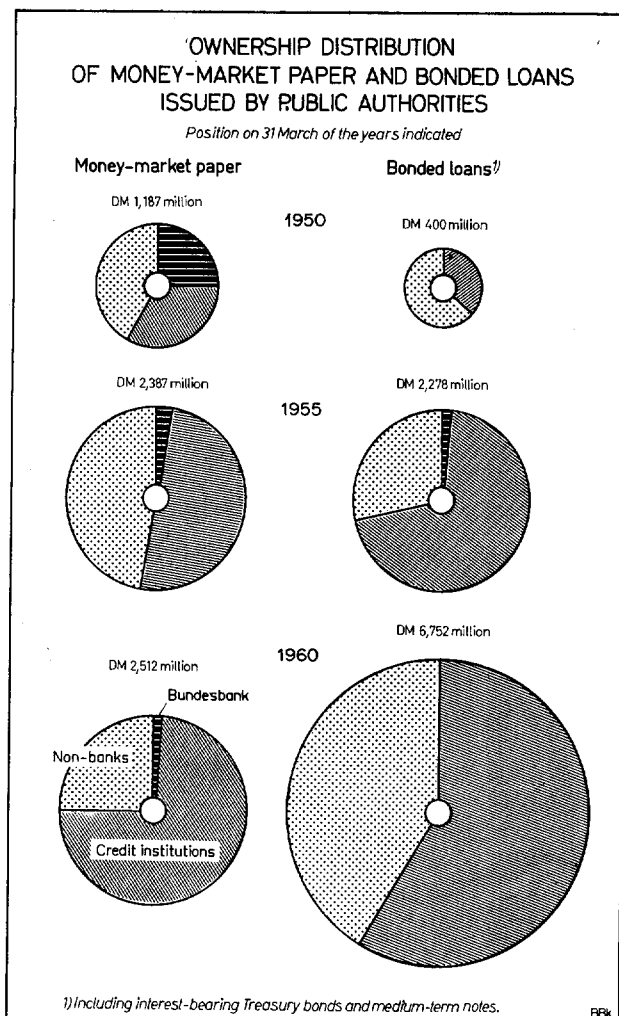 OWNERSHIP DISTRIBUTION
OF MONEY-MARKET PAPER AND BONDED LOANS
ISSUED BY PUBLIC AUTHORITIES
Position on 31 March of the years indicated
Money-market paper
Bonded loans 1)
DM 1,187 million
1950
DM 400 million
DM 2,387 million
1955
DM 2,278 million
DM 2,512 million
1960
DM 6,752 million
Bundesbank
Non-banks
Credit institutions
1) Including interest-bearing Treasury bonds and medium-term notes.
BBk